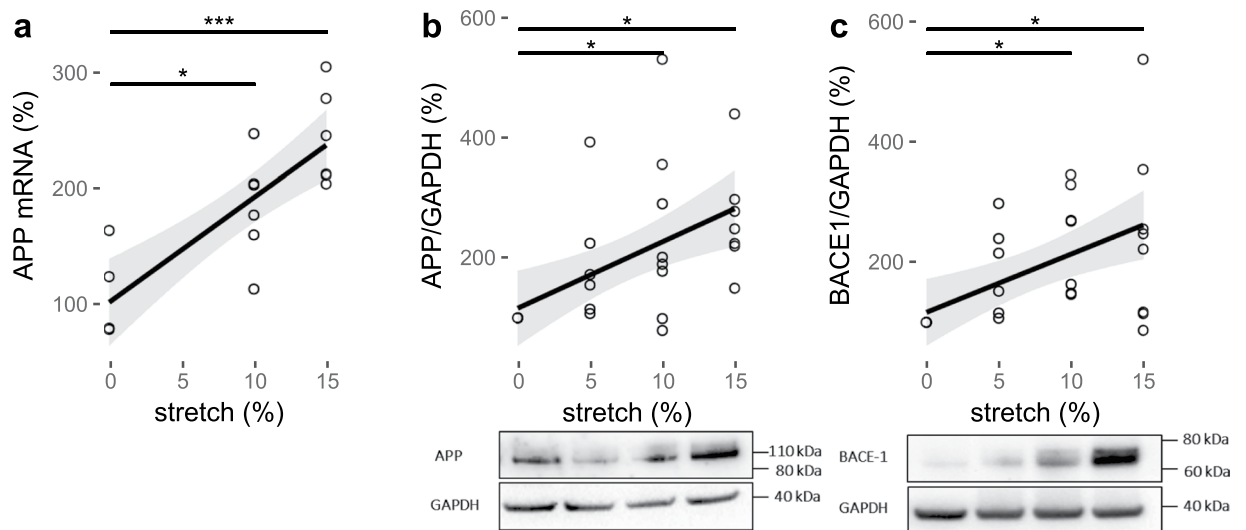 a
***
*
APP mRNA (%)
300
200
100
0 5 10 15
stretch (%)
b
*
*
APP/GAPDH (%)
600
400
200
0 5 10 15
stretch (%)
APP
110 kDa
80 kDa
GAPDH
40 kDa
c
*
*
BACE1/GAPDH (%)
600
400
200
0 5 10 15
stretch (%)
BACE-1
80 kDa
60 kDa
GAPDH
40 kDa